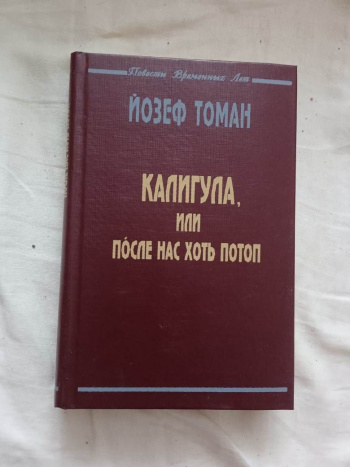 Повести Временных Лет
ЙОЗЕФ ТОМАН
КАЛИГУЛА,
ИЛИ
ПОСЛЕ НАС ХОТЬ ПОТОП